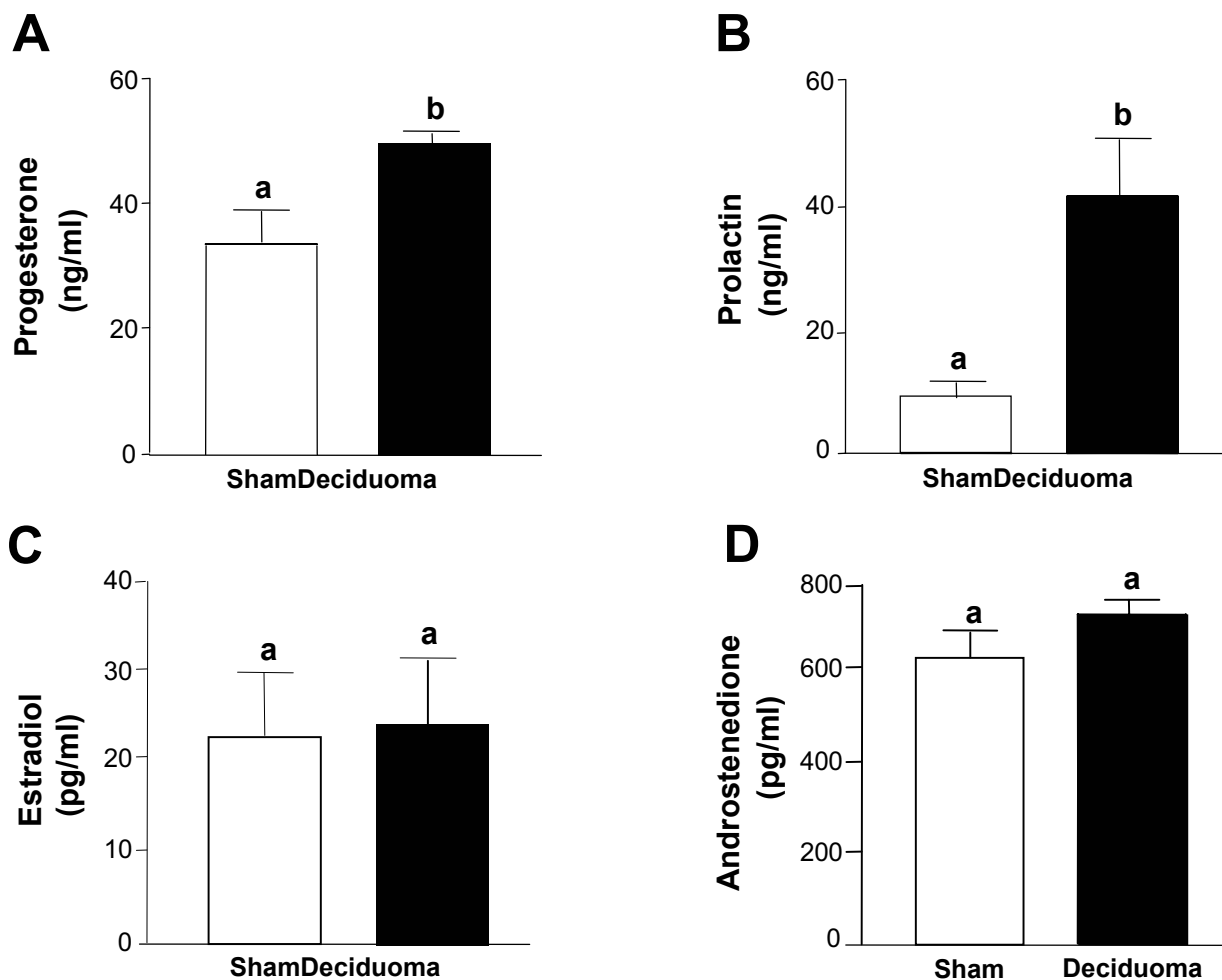 A
Progesterone
(ng/ml)
60
40
20
0
a
b
ShamDeciduoma
B
Prolactin
(ng/ml)
60
40
20
0
a
b
ShamDeciduoma
C
Estradiol
(pg/ml)
40
30
20
10
0
a
a
ShamDeciduoma
D
Androstenedione
(pg/ml)
800
600
400
200
0
a
a
Sham Deciduoma